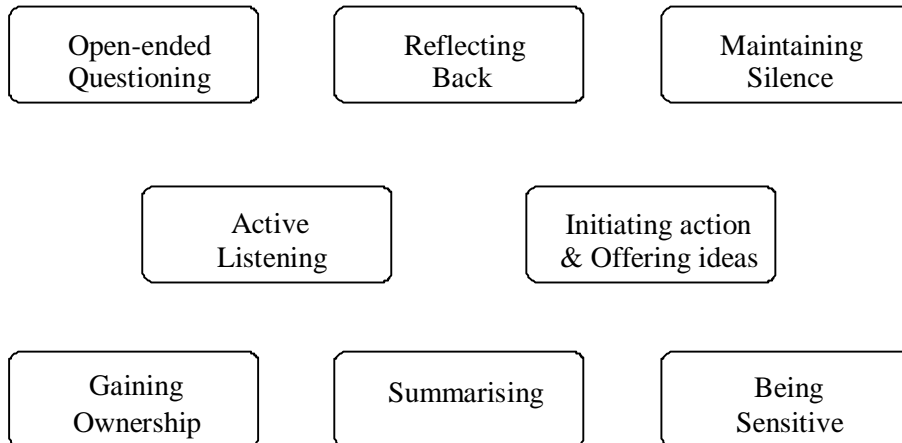 Open-ended
Questioning
Reflecting
Back
Maintaining
Silence
Active
Listening
Initiating action
& Offering ideas
Gaining
Ownership
Summarising
Being
Sensitive